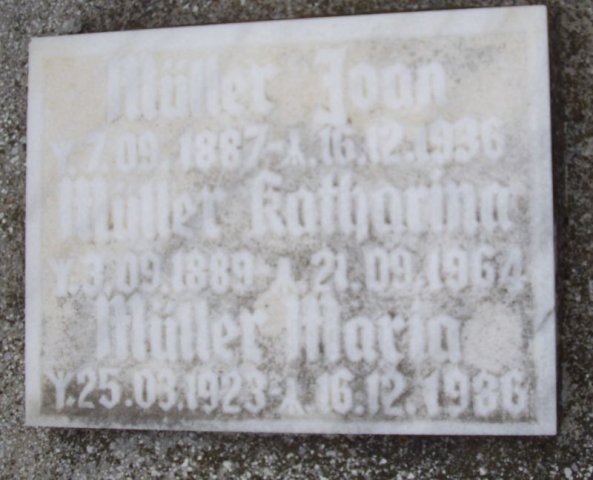 Müller Joan
ᛉ.7.09.1887-ᛣ.16.12.1936
Müller Katharina
ᛉ.3.09.1889-ᛣ.21.09.1964
Müller Maria
ᛉ.25.03.1923-ᛣ.16.12.1986